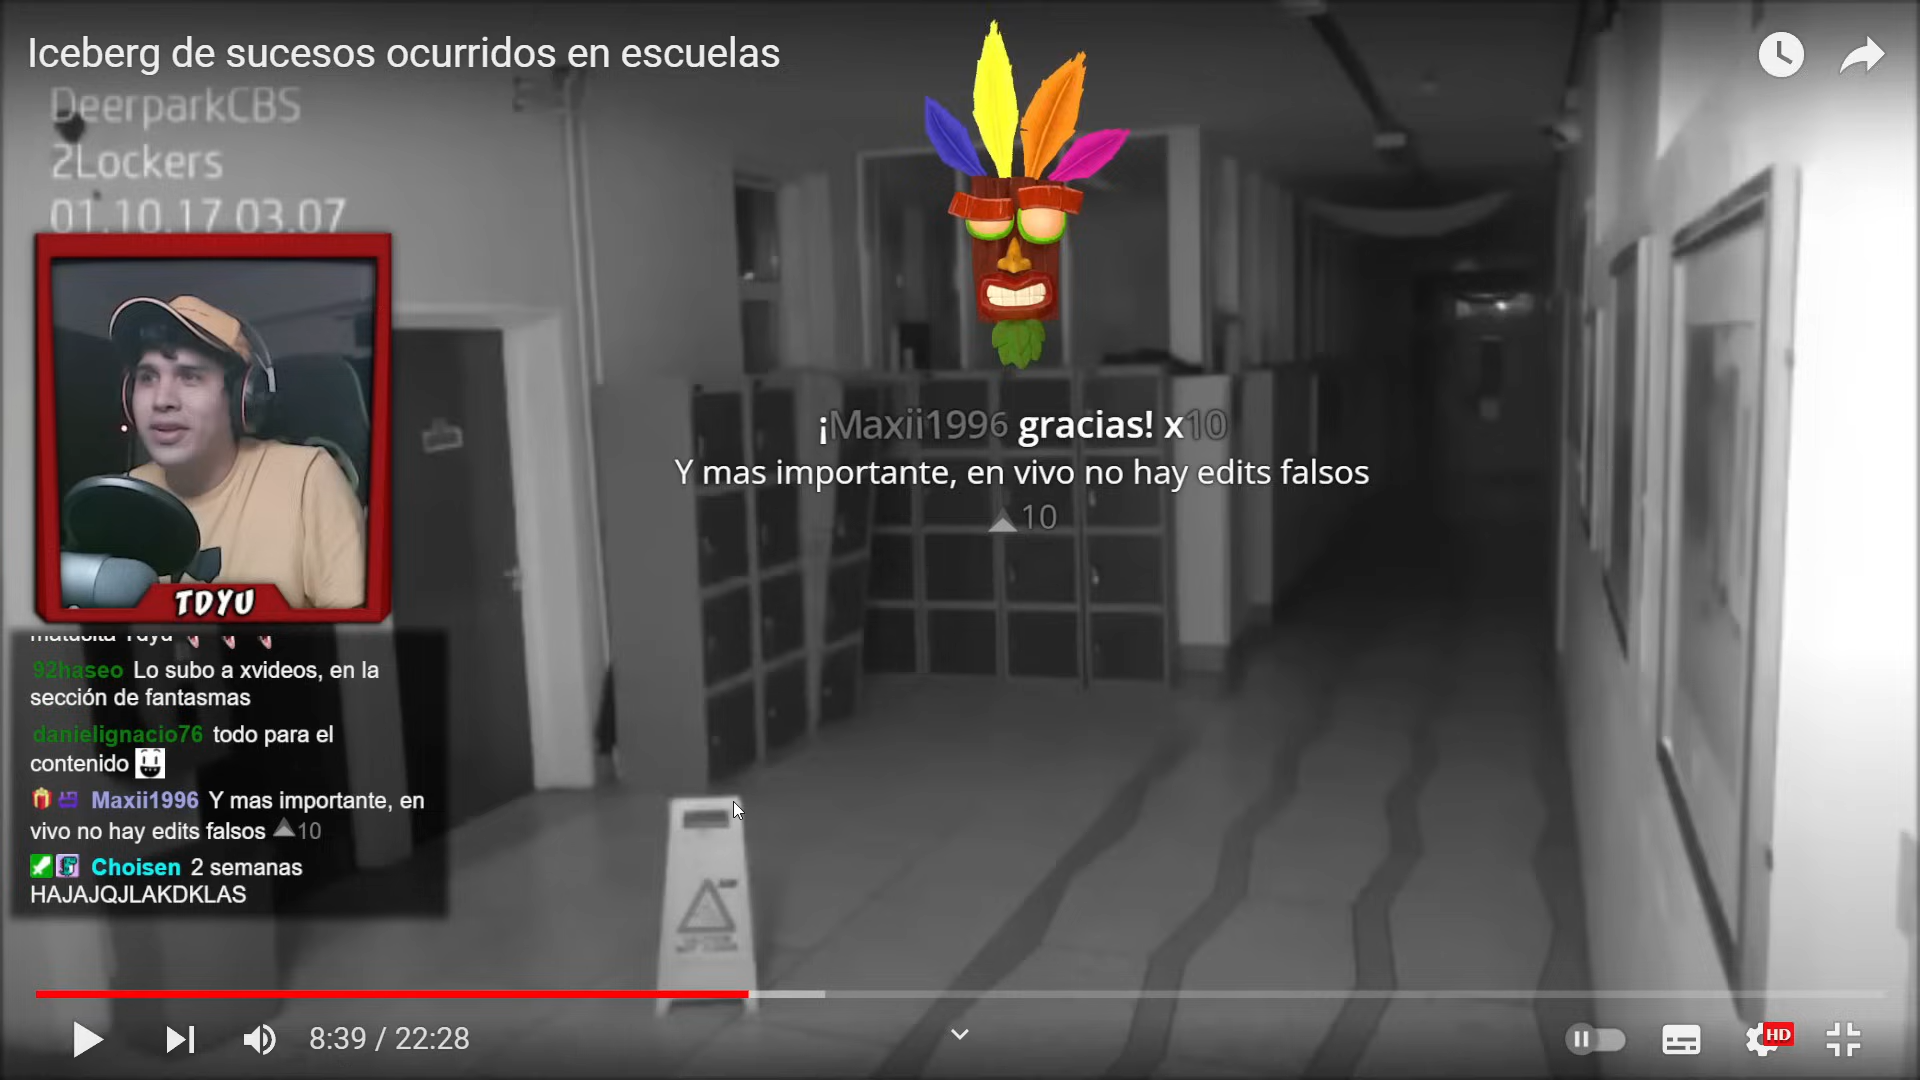 Iceberg de sucesos ocurridos en escuelas
DeerparkCBS
2Lockers
01.10.17 03.07
¡Maxii1996 gracias! x10
Y mas importante, en vivo no hay edits falsos
10
TDYU
92haseo Lo subo a xvideos, en la
sección de fantasmas
danielignacio76 todo para el
contenido
Maxii1996 Y mas importante, en
vivo no hay edits falsos 10
Choisen 2 semanas
HAJAJQJLAKDKLAS
8:39 / 22:28
HD